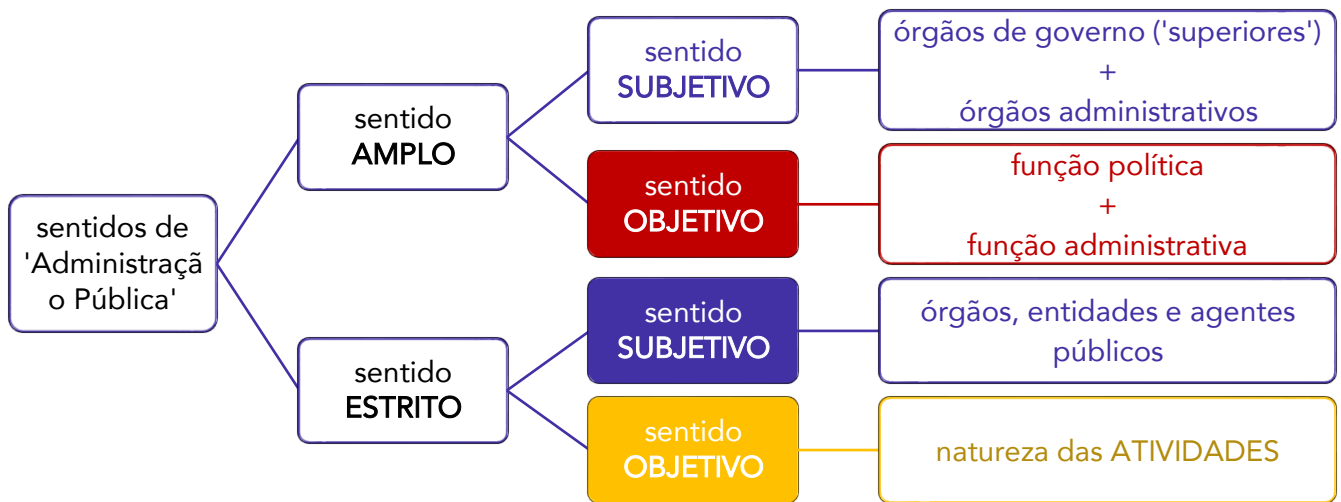 sentidos de
'Administraçã
o Pública'
sentido
AMPLO
sentido
SUBJETIVO
órgãos de governo ('superiores')
+
órgãos administrativos
sentido
OBJETIVO
função política
+
função administrativa
sentido
ESTRITO
sentido
SUBJETIVO
órgãos, entidades e agentes
públicos
sentido
OBJETIVO
natureza das ATIVIDADES